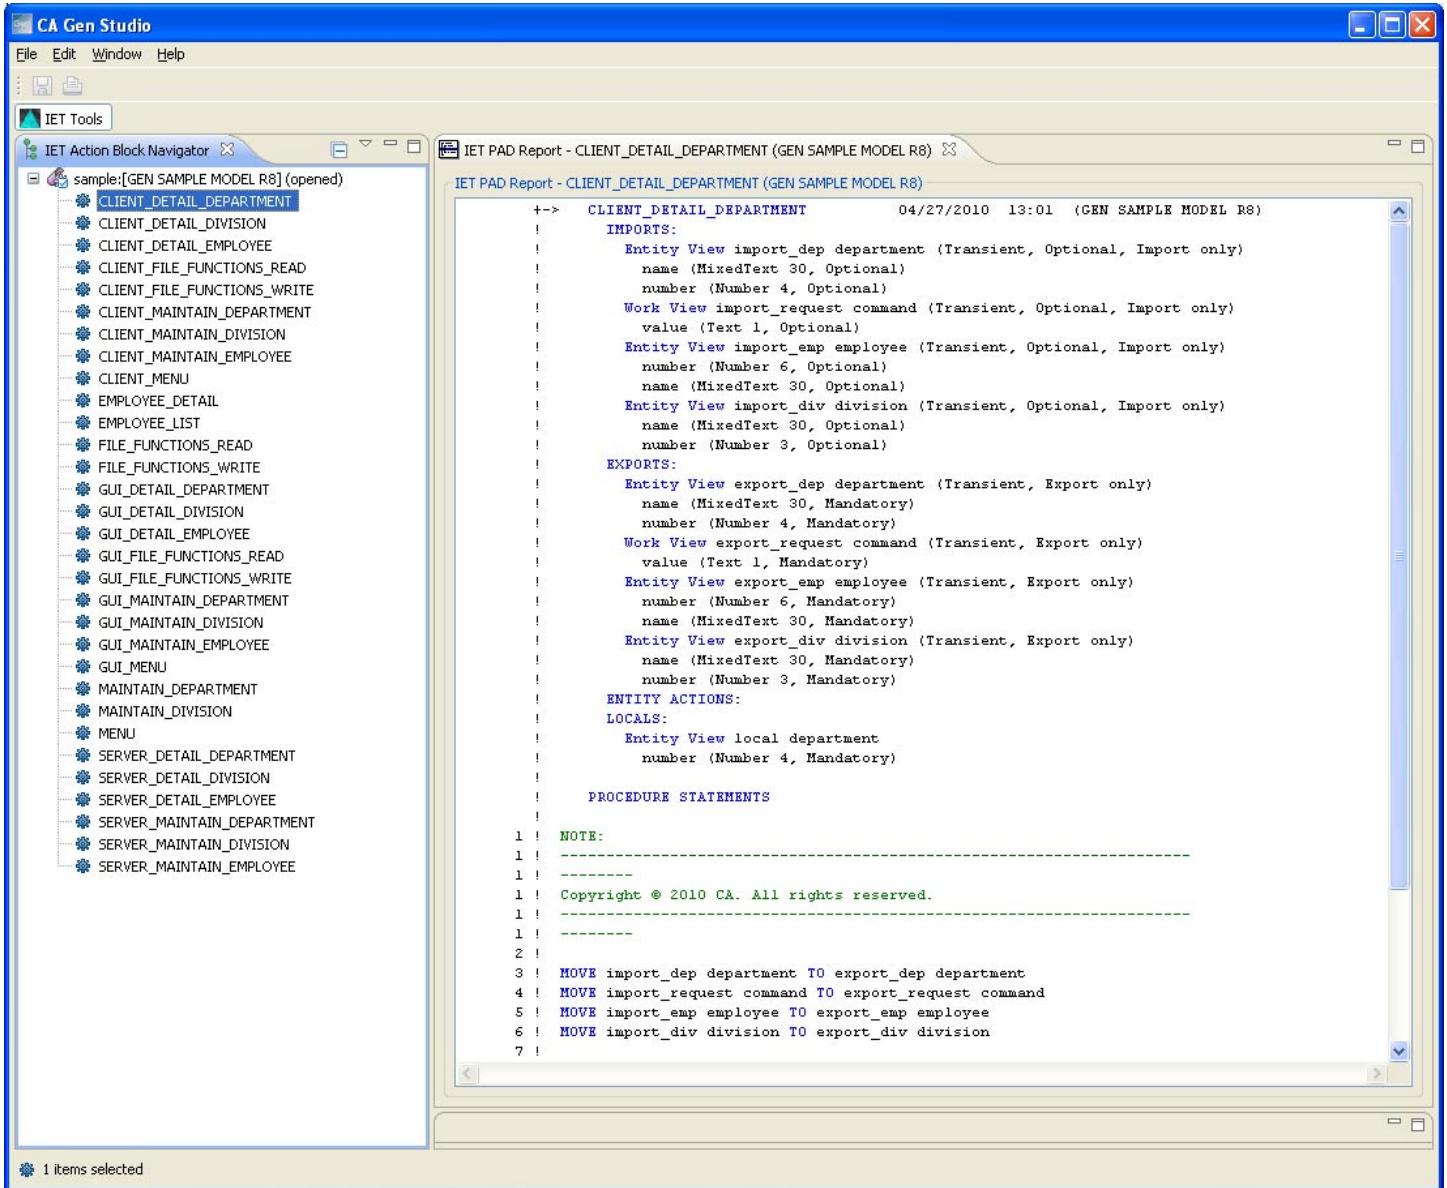 CA Gen Studio
File Edit Window Help
IET Tools
IET Action Block Navigator
sample:[GEN SAMPLE MODEL R8] (opened)
CLIENT_DETAIL_DEPARTMENT
CLIENT_DETAIL_DIVISION
CLIENT_DETAIL_EMPLOYEE
CLIENT_FILE_FUNCTIONS_READ
CLIENT_FILE_FUNCTIONS_WRITE
CLIENT_MAINTAIN_DEPARTMENT
CLIENT_MAINTAIN_DIVISION
CLIENT_MAINTAIN_EMPLOYEE
CLIENT_MENU
EMPLOYEE_DETAIL
EMPLOYEE_LIST
FILE_FUNCTIONS_READ
FILE_FUNCTIONS_WRITE
GUI_DETAIL_DEPARTMENT
GUI_DETAIL_DIVISION
GUI_DETAIL_EMPLOYEE
GUI_FILE_FUNCTIONS_READ
GUI_FILE_FUNCTIONS_WRITE
GUI_MAINTAIN_DEPARTMENT
GUI_MAINTAIN_DIVISION
GUI_MAINTAIN_EMPLOYEE
GUI_MENU
MAINTAIN_DEPARTMENT
MAINTAIN_DIVISION
MENU
SERVER_DETAIL_DEPARTMENT
SERVER_DETAIL_DIVISION
SERVER_DETAIL_EMPLOYEE
SERVER_MAINTAIN_DEPARTMENT
SERVER_MAINTAIN_DIVISION
SERVER_MAINTAIN_EMPLOYEE
IET PAD Report - CLIENT_DETAIL_DEPARTMENT (GEN SAMPLE MODEL R8)
IET PAD Report - CLIENT_DETAIL_DEPARTMENT (GEN SAMPLE MODEL R8)
+-> CLIENT_DETAIL_DEPARTMENT 04/27/2010 13:01 (GEN SAMPLE MODEL R8)
! IMPORTS:
! Entity View import_dep department (Transient, Optional, Import only)
! name (MixedText 30, Optional)
! number (Number 4, Optional)
! Work View import_request command (Transient, Optional, Import only)
! value (Text 1, Optional)
! Entity View import_emp employee (Transient, Optional, Import only)
! number (Number 6, Optional)
! name (MixedText 30, Optional)
! Entity View import_div division (Transient, Optional, Import only)
! name (MixedText 30, Optional)
! number (Number 3, Optional)
! EXPORTS:
! Entity View export_dep department (Transient, Export only)
! name (MixedText 30, Mandatory)
! number (Number 4, Mandatory)
! Work View export_request command (Transient, Export only)
! value (Text 1, Mandatory)
! Entity View export_emp employee (Transient, Export only)
! number (Number 6, Mandatory)
! name (MixedText 30, Mandatory)
! Entity View export_div division (Transient, Export only)
! name (MixedText 30, Mandatory)
! number (Number 3, Mandatory)
! ENTITY ACTIONS:
! LOCALS:
! Entity View local department
! number (Number 4, Mandatory)
!
! PROCEDURE STATEMENTS
!
1 ! NOTE:
1 ! ---------------------------------------------------------------------
1 ! --------
1 ! Copyright © 2010 CA. All rights reserved.
1 ! ---------------------------------------------------------------------
1 ! --------
2 !
3 ! MOVE import_dep department TO export_dep department
4 ! MOVE import_request command TO export_request command
5 ! MOVE import_emp employee TO export_emp employee
6 ! MOVE import_div division TO export_div division
7 !
1 items selected